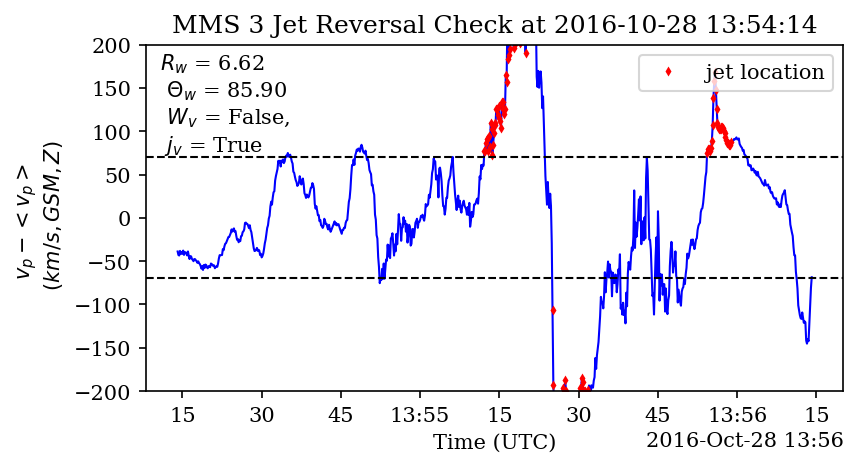 MMS 3 Jet Reversal Check at 2016-10-28 13:54:14
R_w = 6.62
Θ_w = 85.90
W_v = False,
j_v = True
jet location
v_p − < v_p >
(km/s, GSM, Z)
200
150
100
50
0
−50
−100
−150
−200
15 30 45 13:55 15 30 45 13:56 15
Time (UTC)
2016-Oct-28 13:56